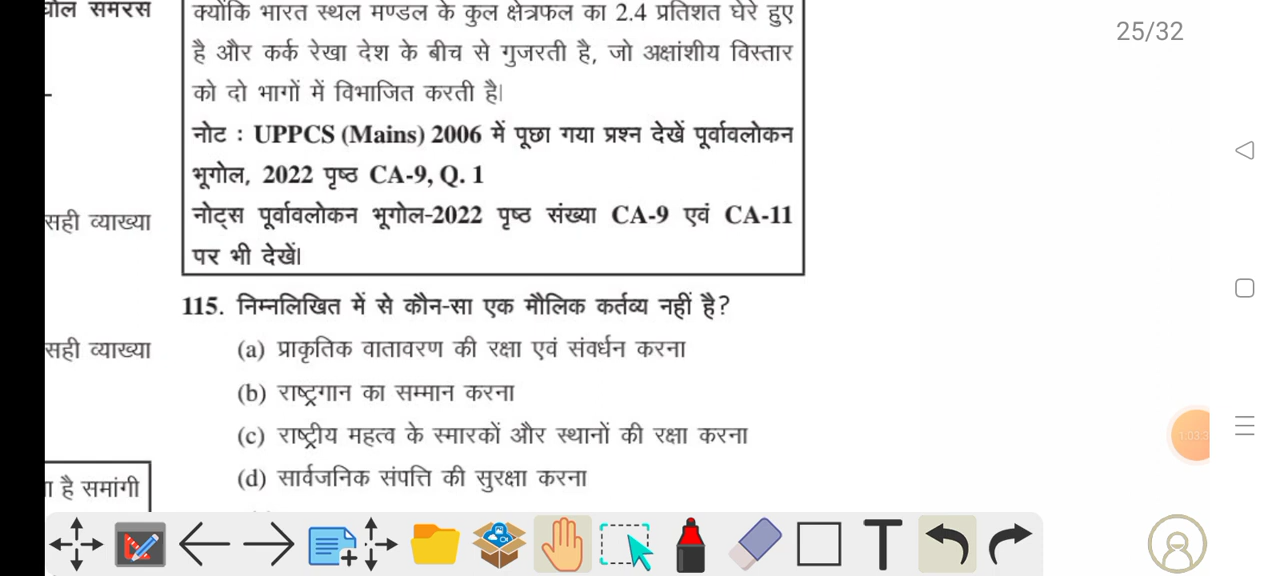 समरस
क्योंकि भारत स्थल मण्डल के कुल क्षेत्रफल का 2.4 प्रतिशत घेरे हुए
है और कर्क रेखा देश के बीच से गुजरती है, जो अक्षांशीय विस्तार
को दो भागों में विभाजित करती है।
नोट : UPPCS (Mains) 2006 में पूछा गया प्रश्न देखें पूर्वावलोकन
भूगोल, 2022 पृष्ठ CA-9, Q. 1
नोट्स पूर्वावलोकन भूगोल-2022 पृष्ठ संख्या CA-9 एवं CA-11
पर भी देखें।
सही व्याख्या
115. निम्नलिखित में से कौन-सा एक मौलिक कर्तव्य नहीं है?
(a) प्राकृतिक वातावरण की रक्षा एवं संवर्धन करना
सही व्याख्या
(b) राष्ट्रगान का सम्मान करना
(c) राष्ट्रीय महत्व के स्मारकों और स्थानों की रक्षा करना
(d) सार्वजनिक संपत्ति की सुरक्षा करना
है समांगी
25/32
1:03:3
T